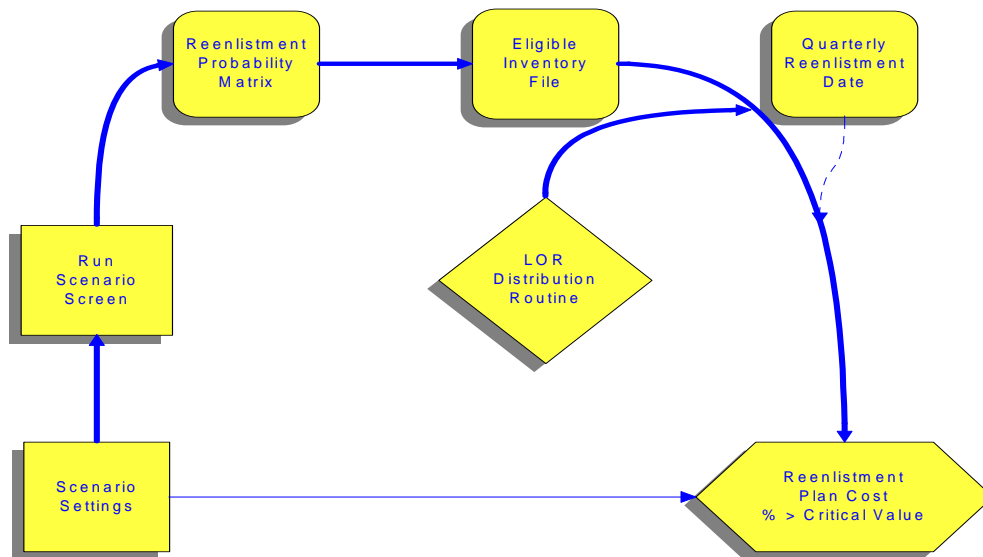 Reenlistment
Probability
Matrix
Eligible
Inventory
File
Quarterly
Reenlistment
Date
Run
Scenario
Screen
LOR
Distribution
Routine
Scenario
Settings
Reenlistment
Plan Cost
% > Critical Value